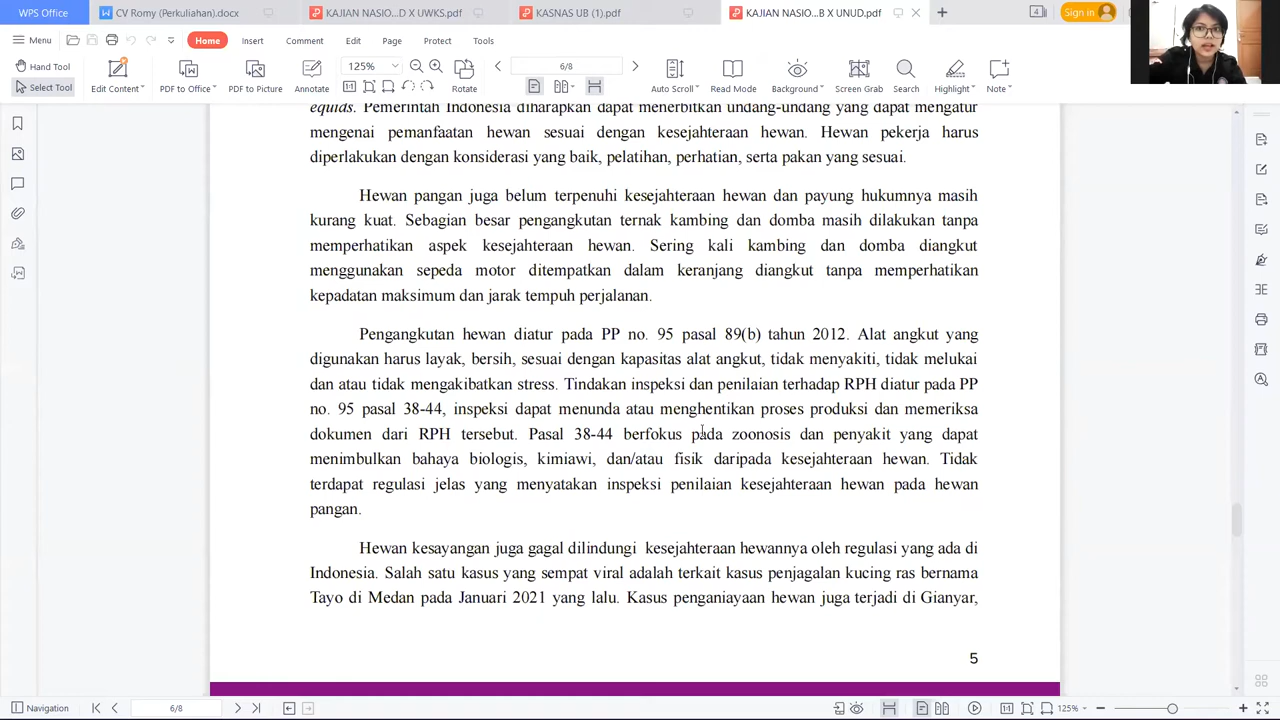 WPS Office
CV Romy (Perkuliahan).docx
KAJIAN NASIO...D X UWKS.pdf
KASNAS UB (1).pdf
KAJIAN NASIO...B X UNUD.pdf
4
Sign in
Menu
Home
Insert
Comment
Edit
Page
Protect
Tools
Hand Tool
Select Tool
Edit Content
PDF to Office
PDF to Picture
Annotate
125%
Rotate
6/8
Auto Scroll
Read Mode
Background
Screen Grab
Search
Highlight
Note
equids. Pemerintah Indonesia diharapkan dapat menerbitkan undang-undang yang dapat mengatur
mengenai pemanfaatan hewan sesuai dengan kesejahteraan hewan. Hewan pekerja harus
diperlakukan dengan konsiderasi yang baik, pelatihan, perhatian, serta pakan yang sesuai.
Hewan pangan juga belum terpenuhi kesejahteraan hewan dan payung hukumnya masih
kurang kuat. Sebagian besar pengangkutan ternak kambing dan domba masih dilakukan tanpa
memperhatikan aspek kesejahteraan hewan. Sering kali kambing dan domba diangkut
menggunakan sepeda motor ditempatkan dalam keranjang diangkut tanpa memperhatikan
kepadatan maksimum dan jarak tempuh perjalanan.
Pengangkutan hewan diatur pada PP no. 95 pasal 89(b) tahun 2012. Alat angkut yang
digunakan harus layak, bersih, sesuai dengan kapasitas alat angkut, tidak menyakiti, tidak melukai
dan atau tidak mengakibatkan stress. Tindakan inspeksi dan penilaian terhadap RPH diatur pada PP
no. 95 pasal 38-44, inspeksi dapat menunda atau menghentikan proses produksi dan memeriksa
dokumen dari RPH tersebut. Pasal 38-44 berfokus pada zoonosis dan penyakit yang dapat
menimbulkan bahaya biologis, kimiawi, dan/atau fisik daripada kesejahteraan hewan. Tidak
terdapat regulasi jelas yang menyatakan inspeksi penilaian kesejahteraan hewan pada hewan
pangan.
Hewan kesayangan juga gagal dilindungi kesejahteraan hewannya oleh regulasi yang ada di
Indonesia. Salah satu kasus yang sempat viral adalah terkait kasus penjagalan kucing ras bernama
Tayo di Medan pada Januari 2021 yang lalu. Kasus penganiayaan hewan juga terjadi di Gianyar,
5
Navigation
6/8
125%